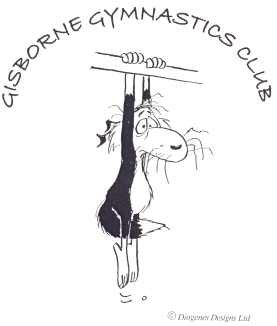 GISBORNE GYMNASTICS CLUB
© Diogenes Designs Ltd